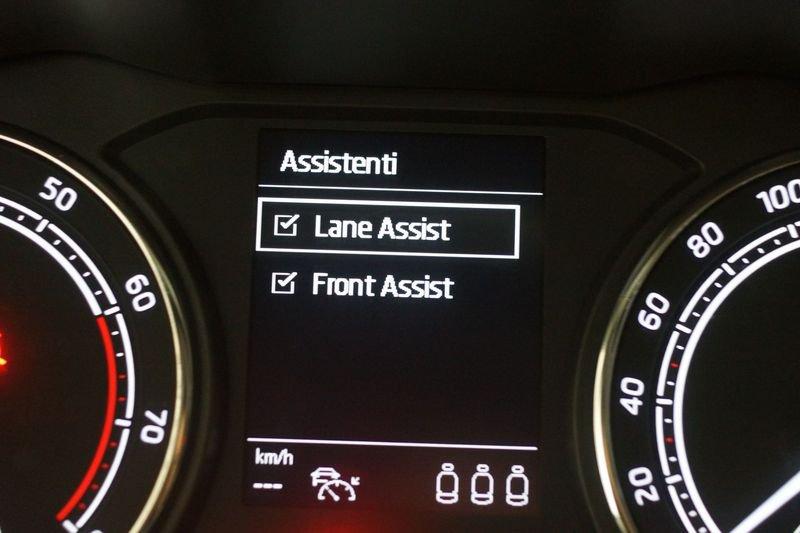 Assistenti
Lane Assist
Front Assist
km/h
---
50
60
70
100
80
60
40
20